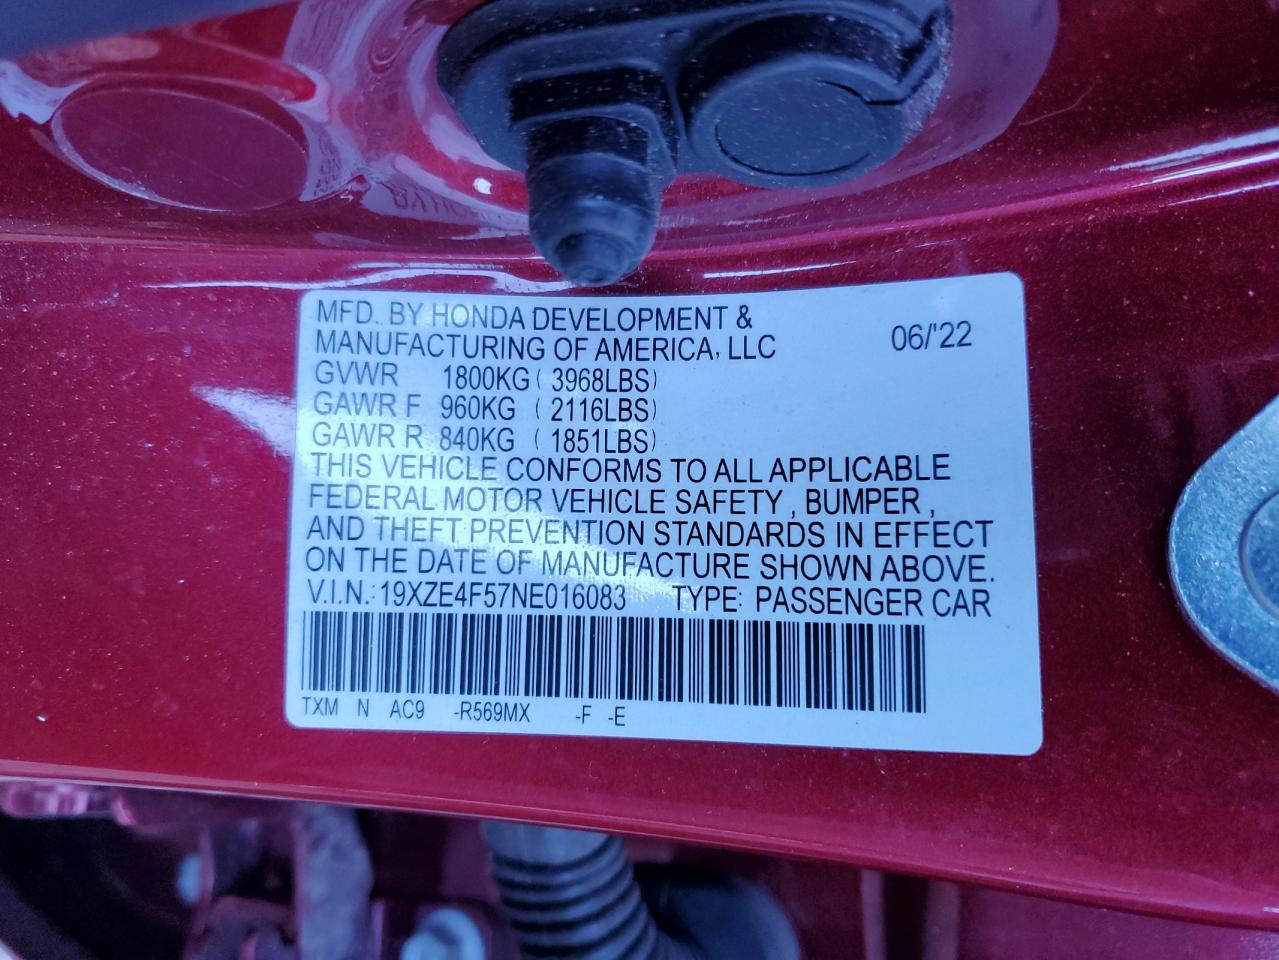 MFD. BY HONDA DEVELOPMENT &
MANUFACTURING OF AMERICA, LLC 06/'22
GVWR 1800KG ( 3968LBS)
GAWR F 960KG ( 2116LBS)
GAWR R 840KG ( 1851LBS)
THIS VEHICLE CONFORMS TO ALL APPLICABLE
FEDERAL MOTOR VEHICLE SAFETY , BUMPER ,
AND THEFT PREVENTION STANDARDS IN EFFECT
ON THE DATE OF MANUFACTURE SHOWN ABOVE.
V.I.N.: 19XZE4F57NE016083 TYPE: PASSENGER CAR
TXM N AC9 -R569MX -F -E